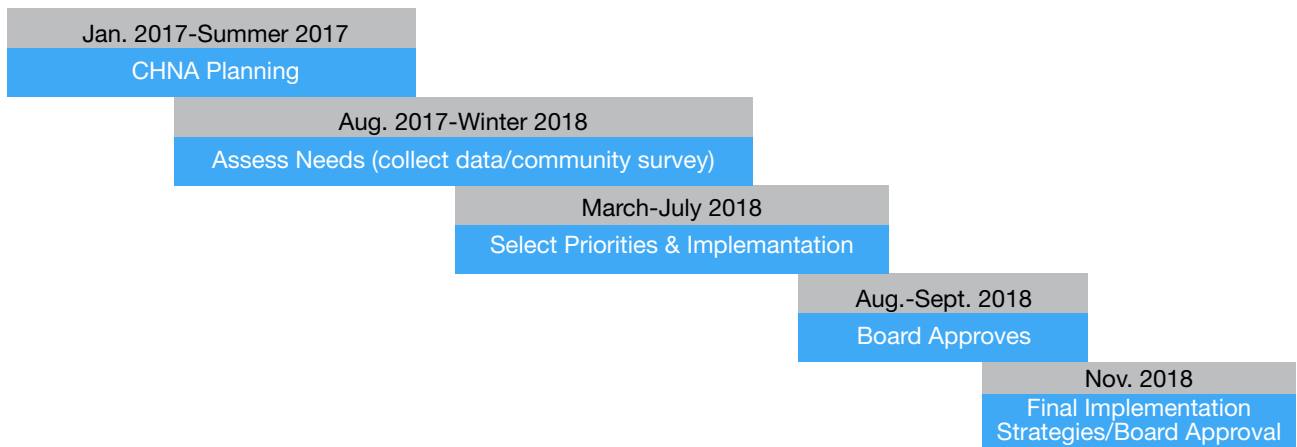 Jan. 2017-Summer 2017
CHNA Planning
Aug. 2017-Winter 2018
Assess Needs (collect data/community survey)
March-July 2018
Select Priorities & Implemantation
Aug.-Sept. 2018
Board Approves
Nov. 2018
Final Implementation
Strategies/Board Approval